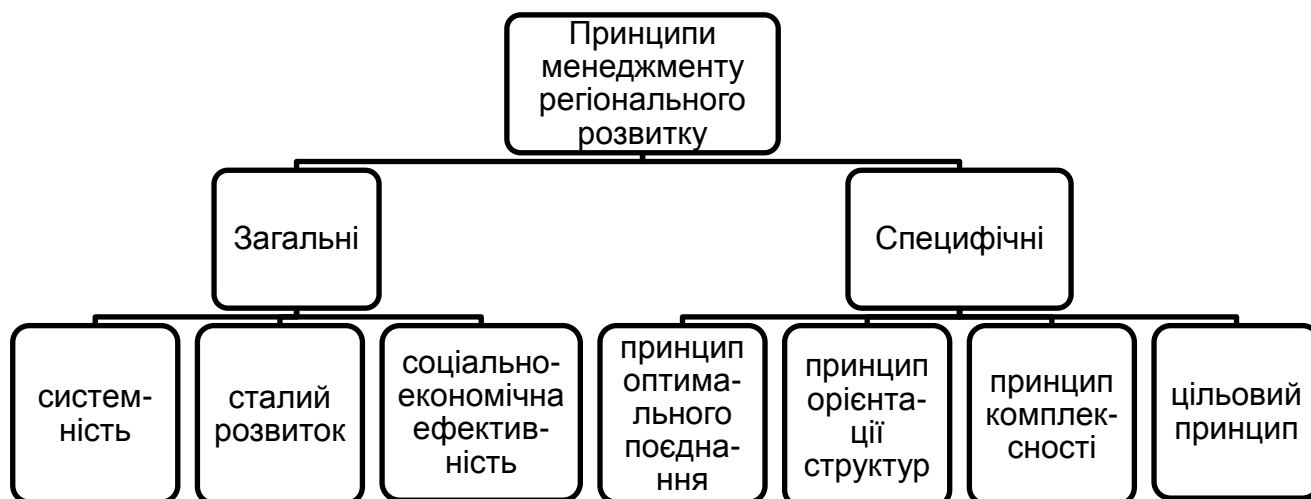 Принципи
менеджменту
регіонального
розвитку
Загальні
Специфічні
систем-
ність
сталий
розвиток
соціально-
економічна
ефектив-
ність
принцип
оптима-
льного
поєдна-
ння
принцип
орієнта-
ції
структур
принцип
комплек-
сності
цільовий
принцип